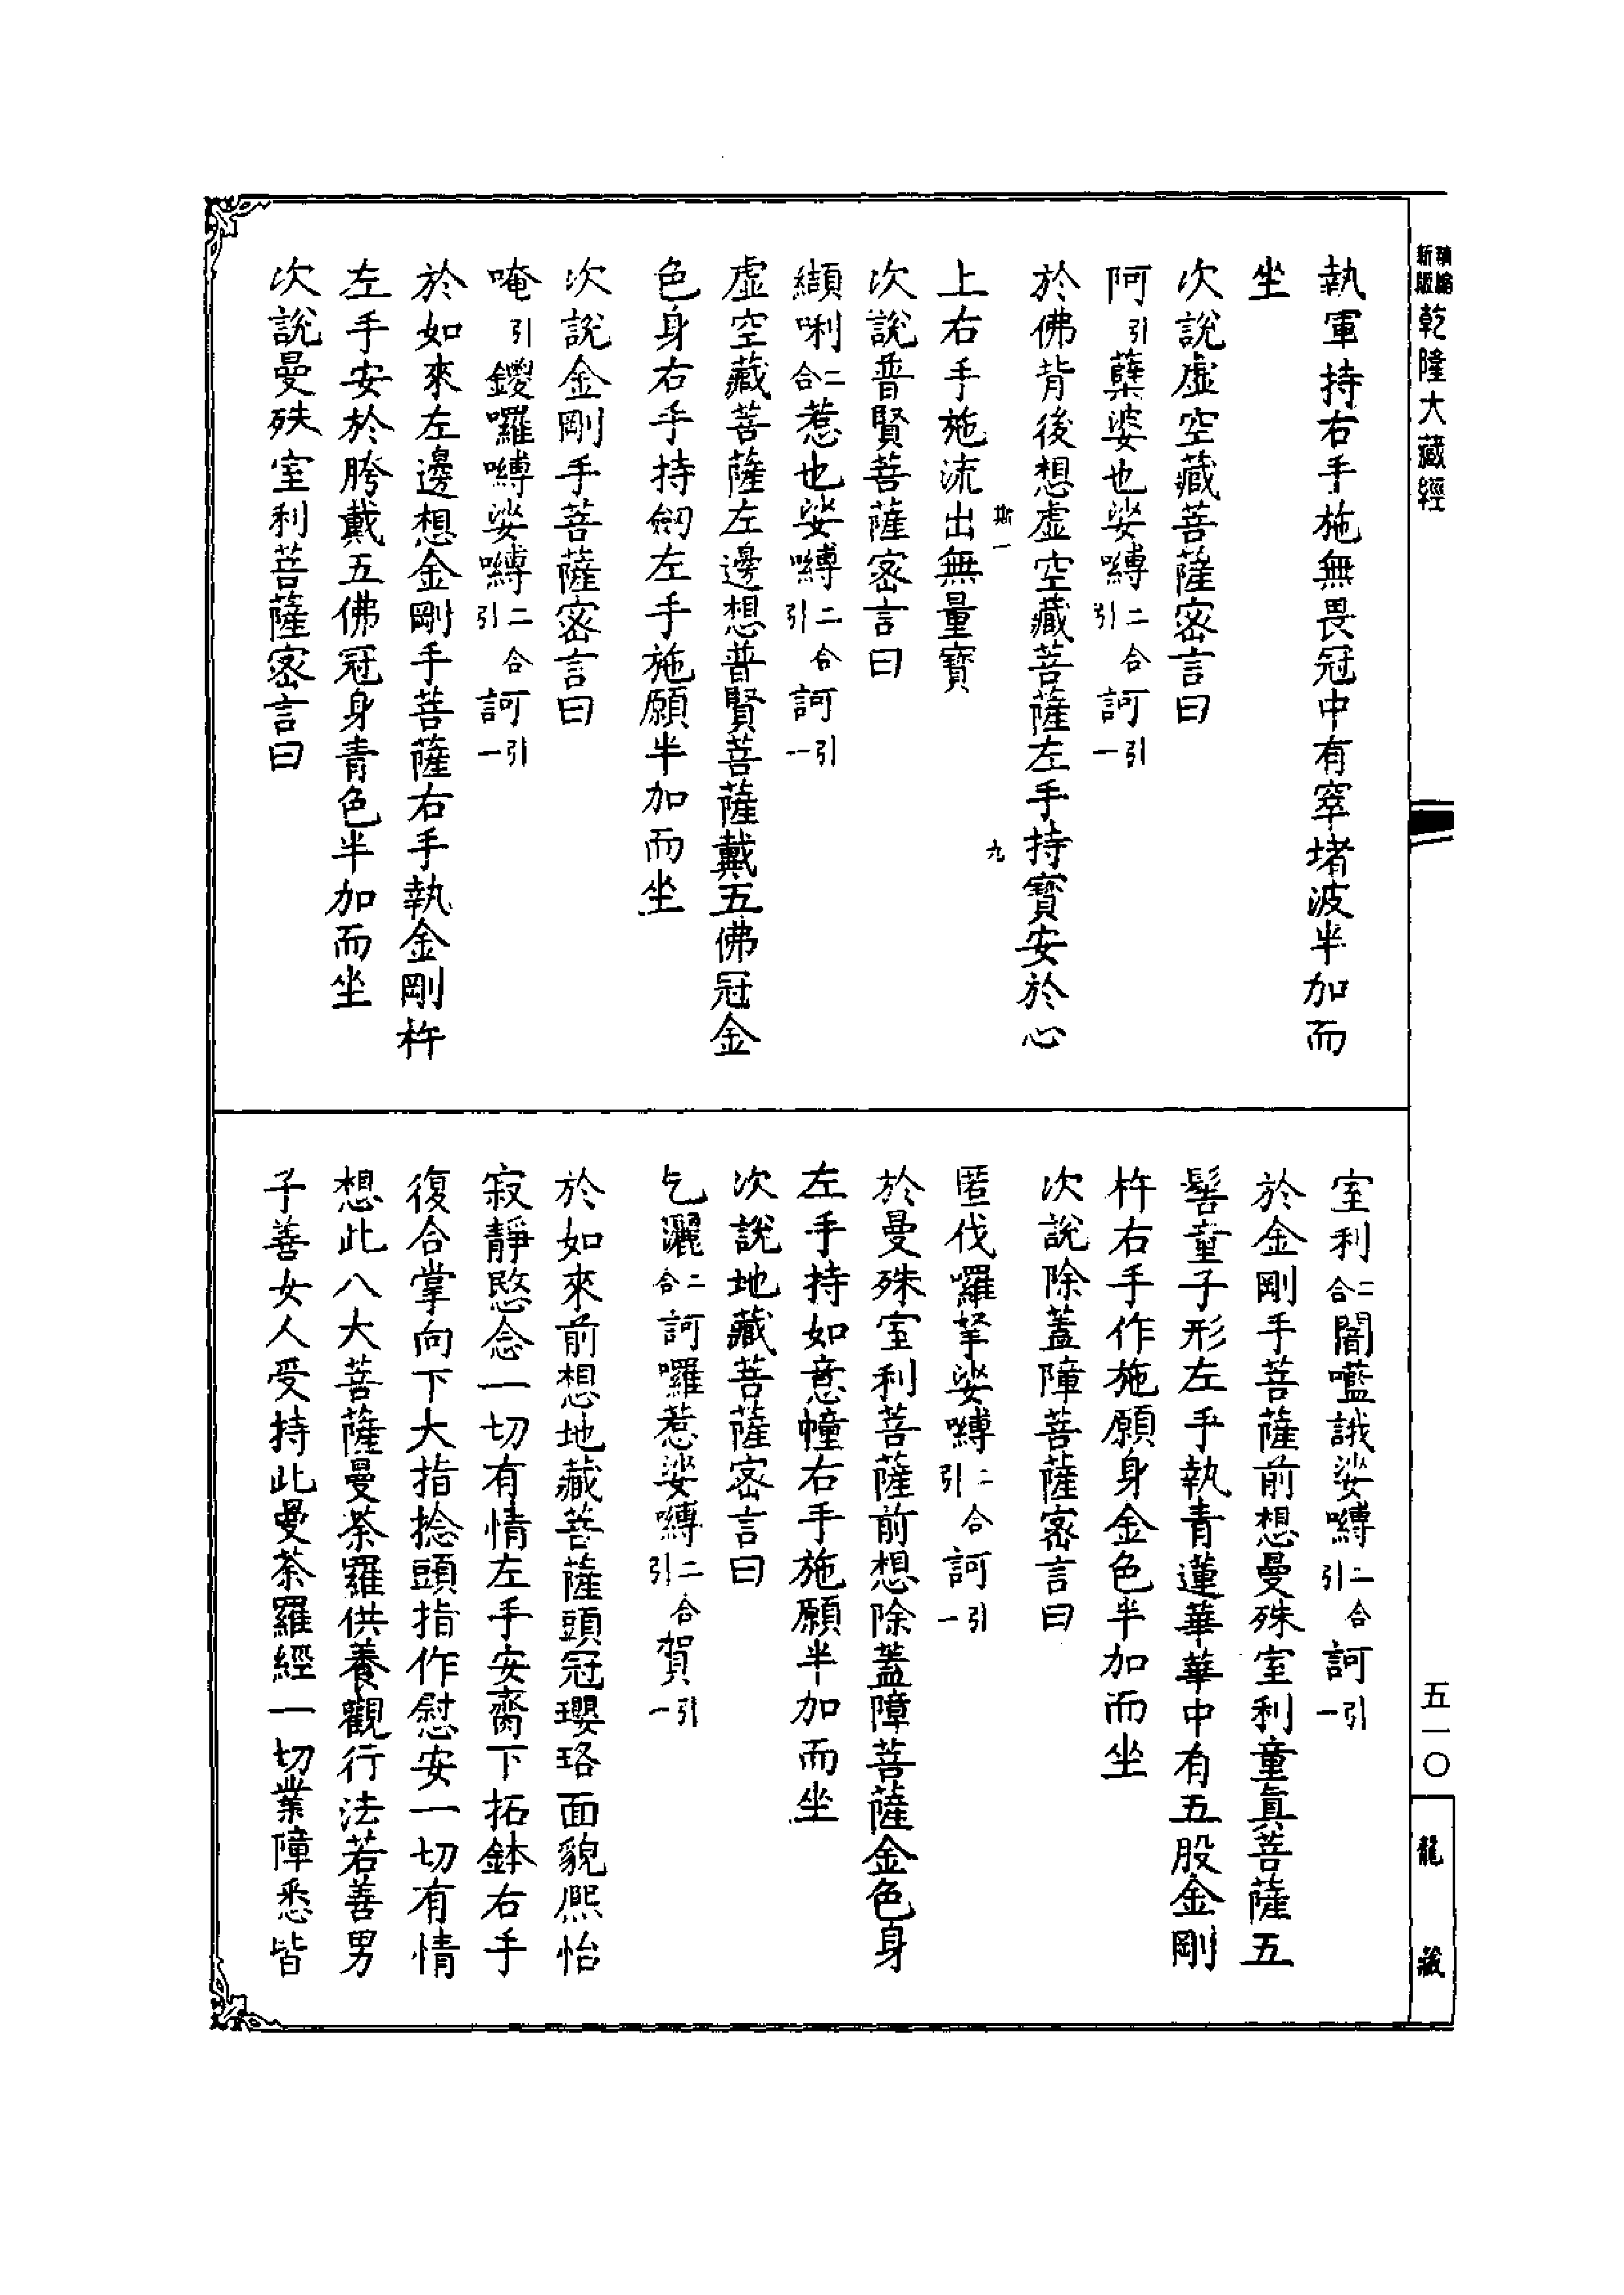 新版
乾隆大藏經
執軍持右手施無畏冠中有窣堵波半加而
坐
次說虛空藏菩薩密言曰
阿引蘖婆也娑嚩二合引訶引一
於佛背後想虛空藏菩薩左手持寶安於心
斯一 九
上右手施流出無量寶
次說普賢菩薩密言曰
纈唎二合惹也娑嚩二合引訶引一
虛空藏菩薩左邊想普賢菩薩戴五佛冠金
色身右手持劒左手施願半加而坐
次說金剛手菩薩密言曰
唵引鑁囉嚩娑嚩二合引訶引一
於如來左邊想金剛手菩薩右手執金剛杵
左手安於胯戴五佛冠身青色半加而坐
次說曼殊室利菩薩密言曰
室利二合闇嚂誐娑嚩二合引訶引一
於金剛手菩薩前想曼殊室利童真菩薩五
髻童子形左手執青蓮華華中有五股金剛
杵右手作施願身金色半加而坐
次說除蓋障菩薩密言曰
匿伐囉拏娑嚩二合引訶引一
於曼殊室利菩薩前想除蓋障菩薩金色身
左手持如意幢右手施願半加而坐
次說地藏菩薩密言曰
乞灑二合訶囉惹娑嚩二合引賀引一
於如來前想地藏菩薩頭冠瓔珞面貌熙怡
寂靜愍念一切有情左手安臍下拓鉢右手
復合掌向下大指捻頭指作慰安一切有情
想此八大菩薩曼荼羅供養觀行法若善男
子善女人受持此曼荼羅經一切業障悉皆
五一〇
龍藏